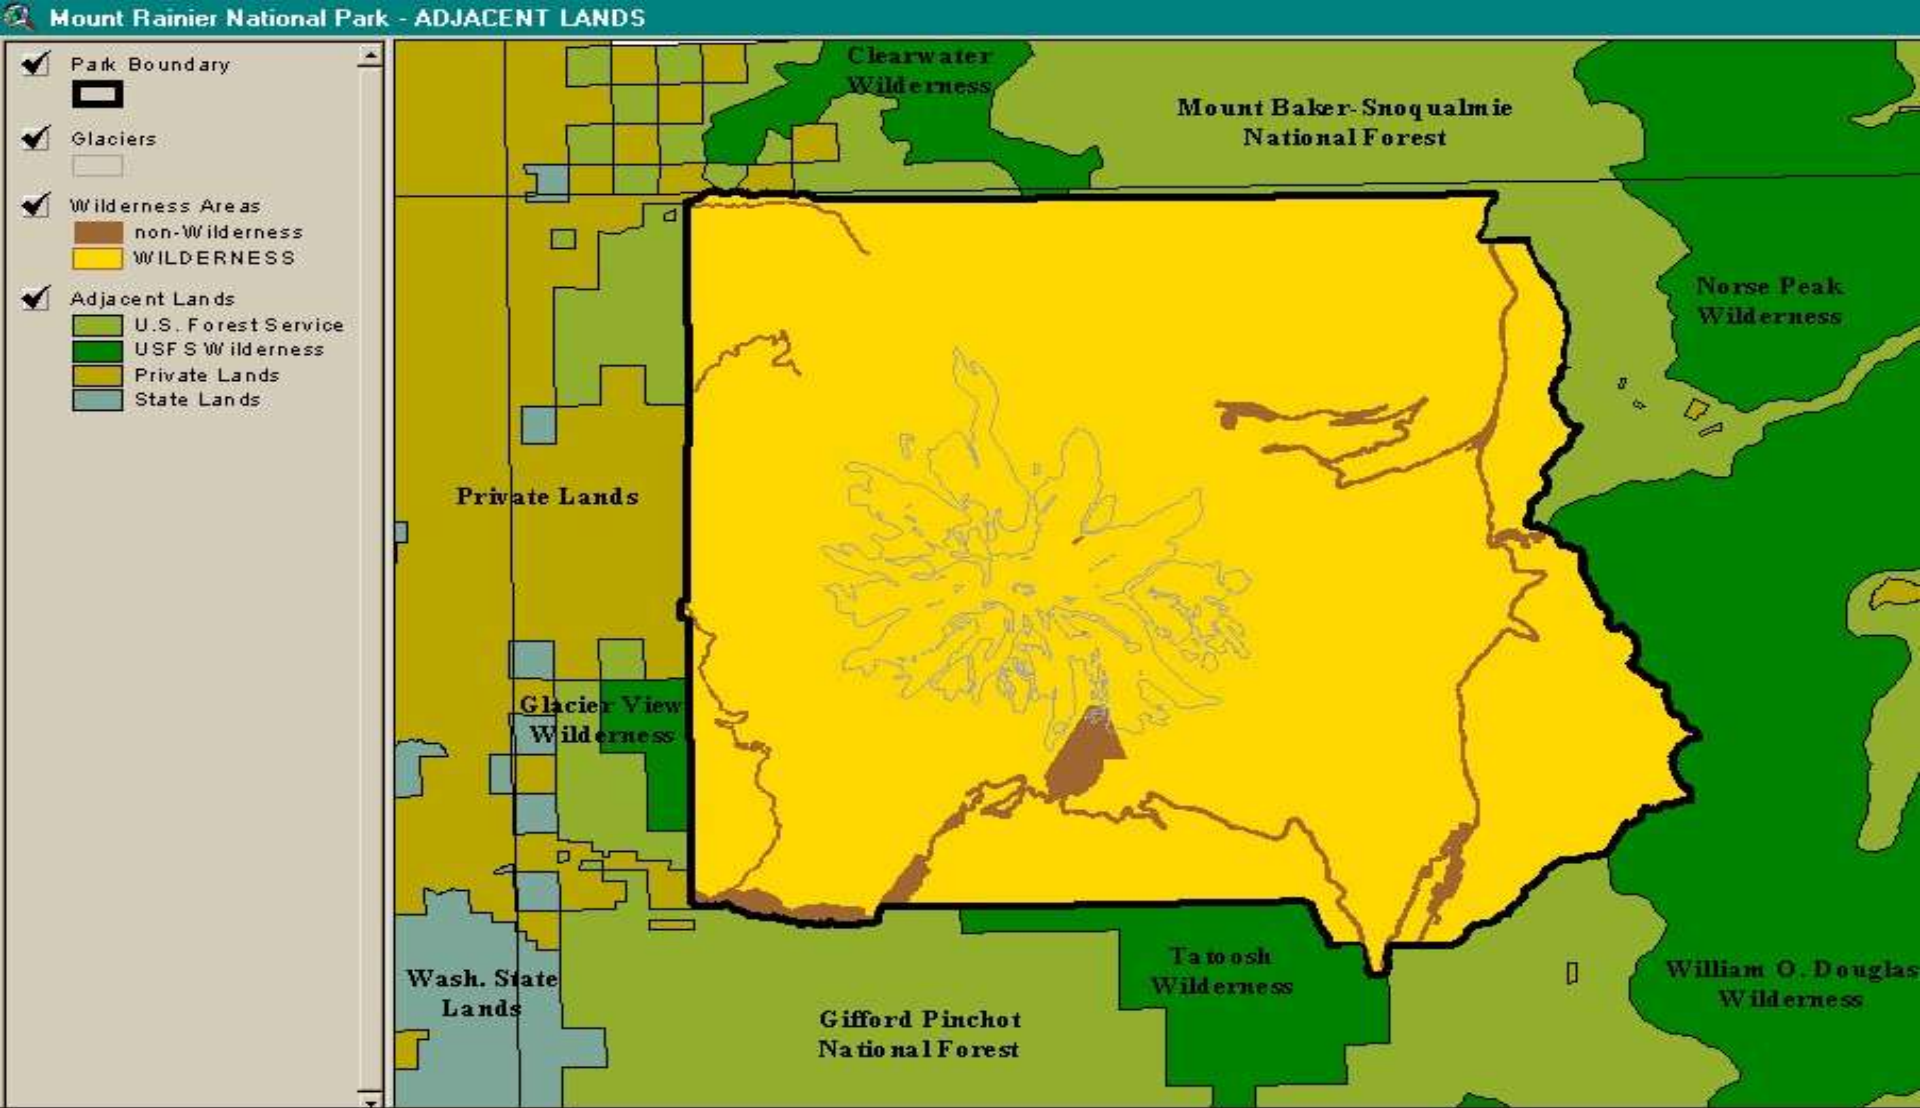 Mount Rainier National Park - ADJACENT LANDS
Park Boundary
Glaciers
Wilderness Areas
non-Wilderness
WILDERNESS
Adjacent Lands
U.S. Forest Service
USFS Wilderness
Private Lands
State Lands
Clearwater
Wilderness
Mount Baker-Snoqualmie
National Forest
Norse Peak
Wilderness
Private Lands
Glacier View
Wilderness
Wash. State
Lands
Gifford Pinchot
National Forest
Tatoosh
Wilderness
William O. Douglas
Wilderness